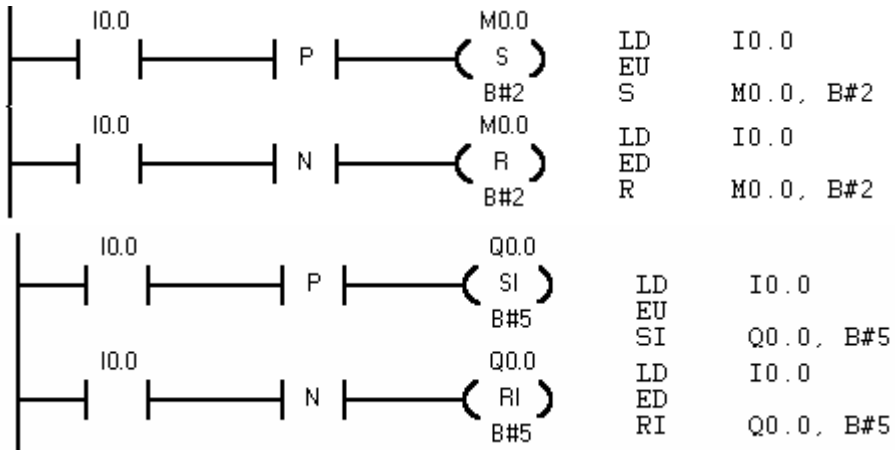 I0.0 M0.0
P S
B#2
LD I0.0
EU
S M0.0, B#2
I0.0 M0.0
N R
B#2
LD I0.0
ED
R M0.0, B#2
I0.0 Q0.0
P SI
B#5
LD I0.0
EU
SI Q0.0, B#5
I0.0 Q0.0
N RI
B#5
LD I0.0
ED
RI Q0.0, B#5